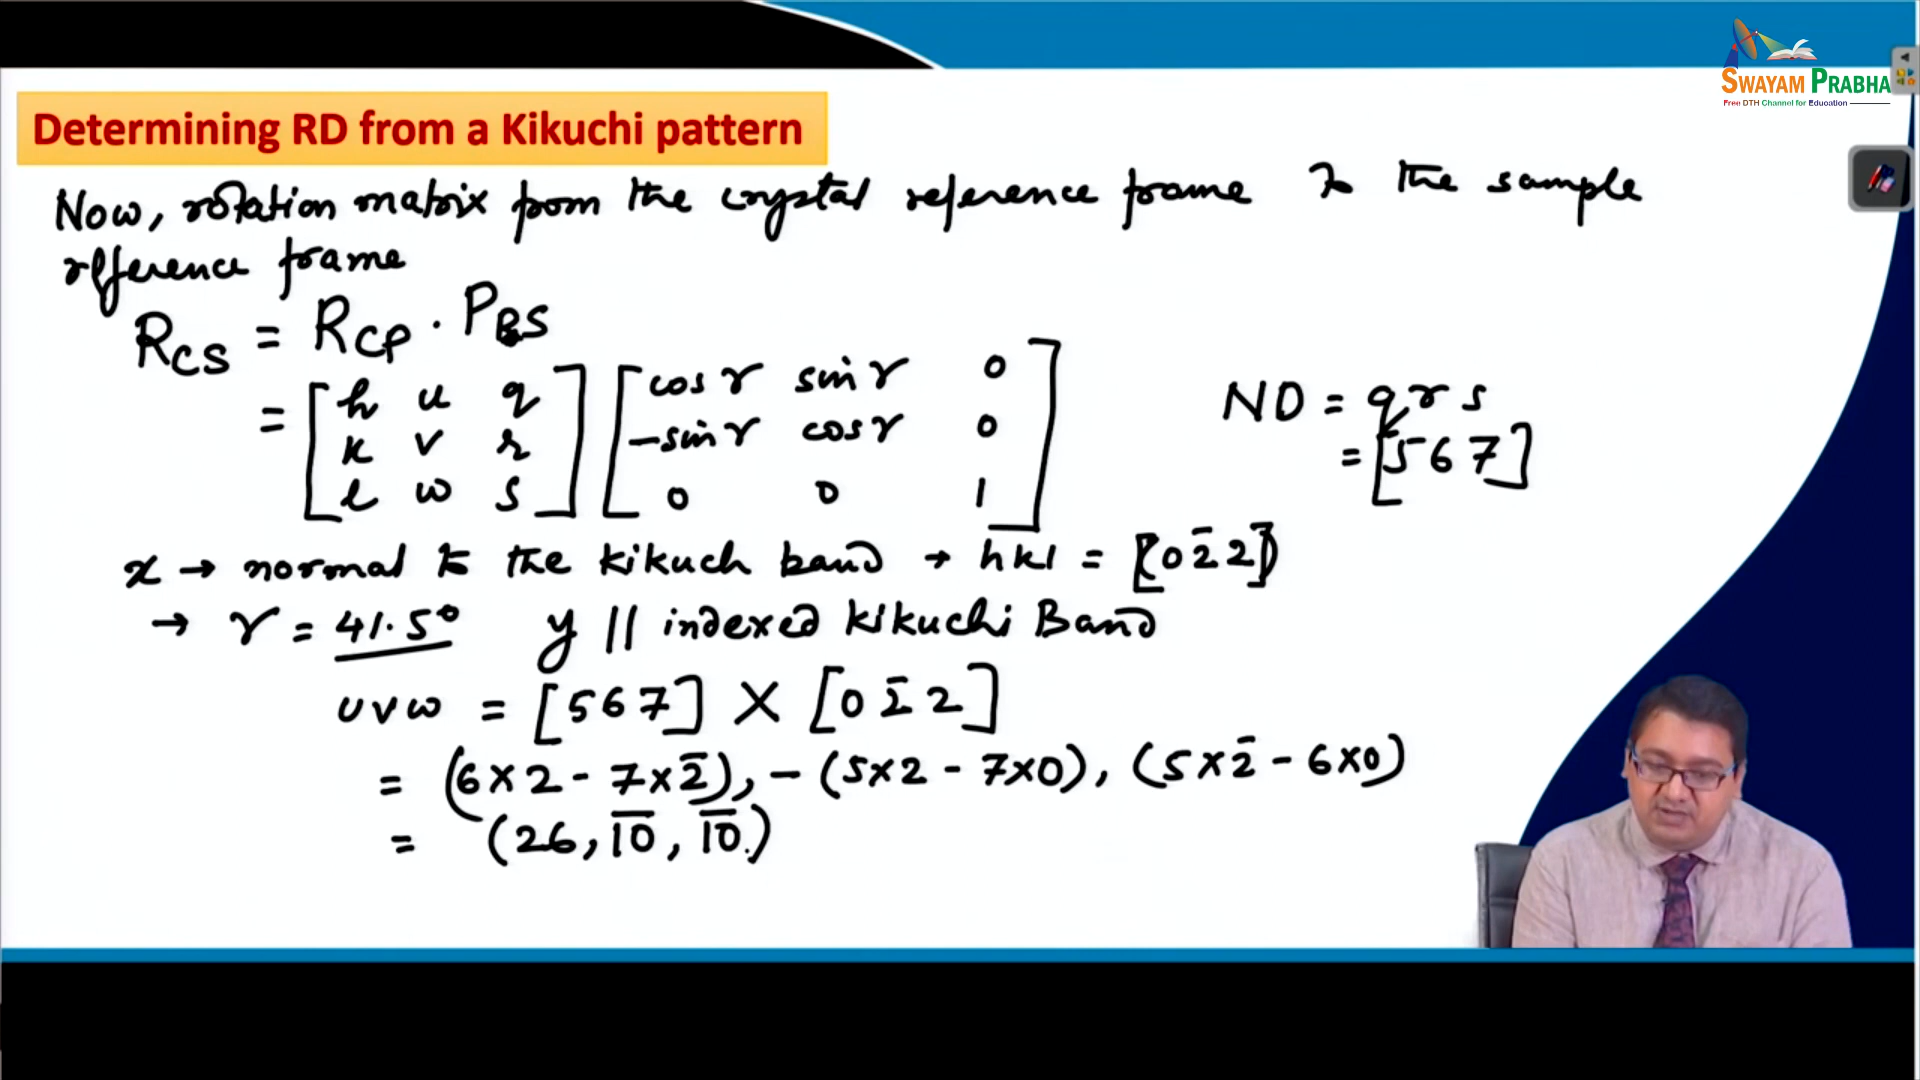 SWAYAM PRABHA
Free DTH Channel for Education
Determining RD from a Kikuchi pattern
Now, rotation matrix from the crystal reference frame to the sample
reference frame
R_CS = R_CP . P_BS
= [h u q] [cos γ sin γ 0]
[k v r] [-sin γ cos γ 0]
[l w s] [0 0 1]
ND = q r s
= [5 6 7]
x → normal to the kikuch band → hkl = [0 2̄ 2]
→ γ = 41.5° y || indexed kikuchi Band
u v w = [5 6 7] X [0 2̄ 2]
= (6×2 - 7×2̄), - (5×2 - 7×0), (5×2̄ - 6×0)
= (26, 1̄0̄, 1̄0̄)